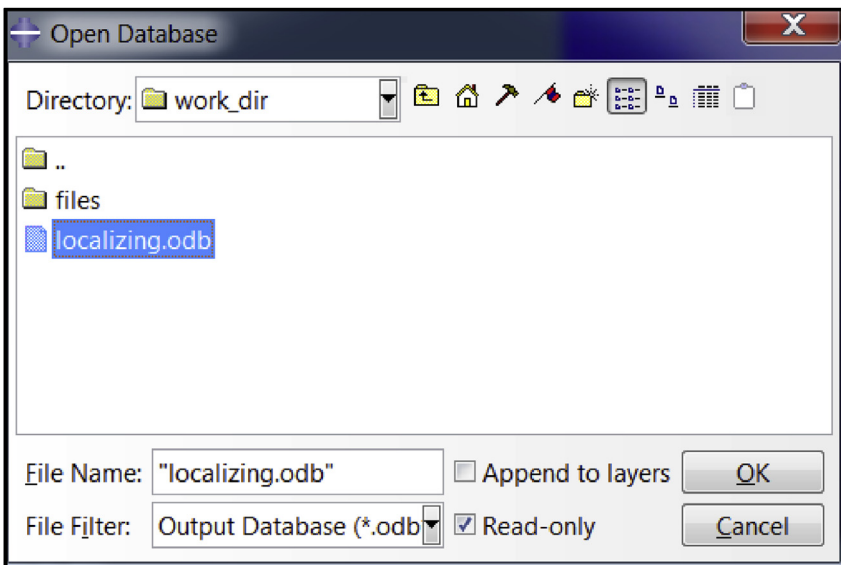 Open Database
Directory: work_dir
..
files
localizing.odb
File Name: "localizing.odb" Append to layers OK
File Filter: Output Database (*.odb Read-only Cancel